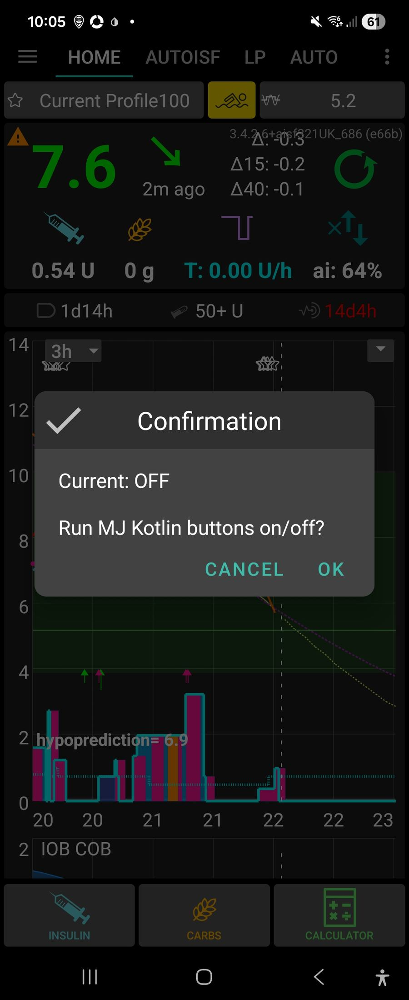 10:05
61
HOME AUTOISF LP AUTO
Current Profile100
5.2
3.4.2.6+aisf321UK_686 (e66b)
7.6
Δ: -0.3
Δ15: -0.2
2m ago
Δ40: -0.1
0.54 U
0 g
T: 0.00 U/h
ai: 64%
1d14h
50+ U
14d4h
14
3h
12
Confirmation
10
Current: OFF
Run MJ Kotlin buttons on/off?
8
CANCEL
OK
6
4
2
hypoprediction= 6.9
0
20 20 21 21 22 22 23
2
IOB COB
INSULIN
CARBS
CALCULATOR